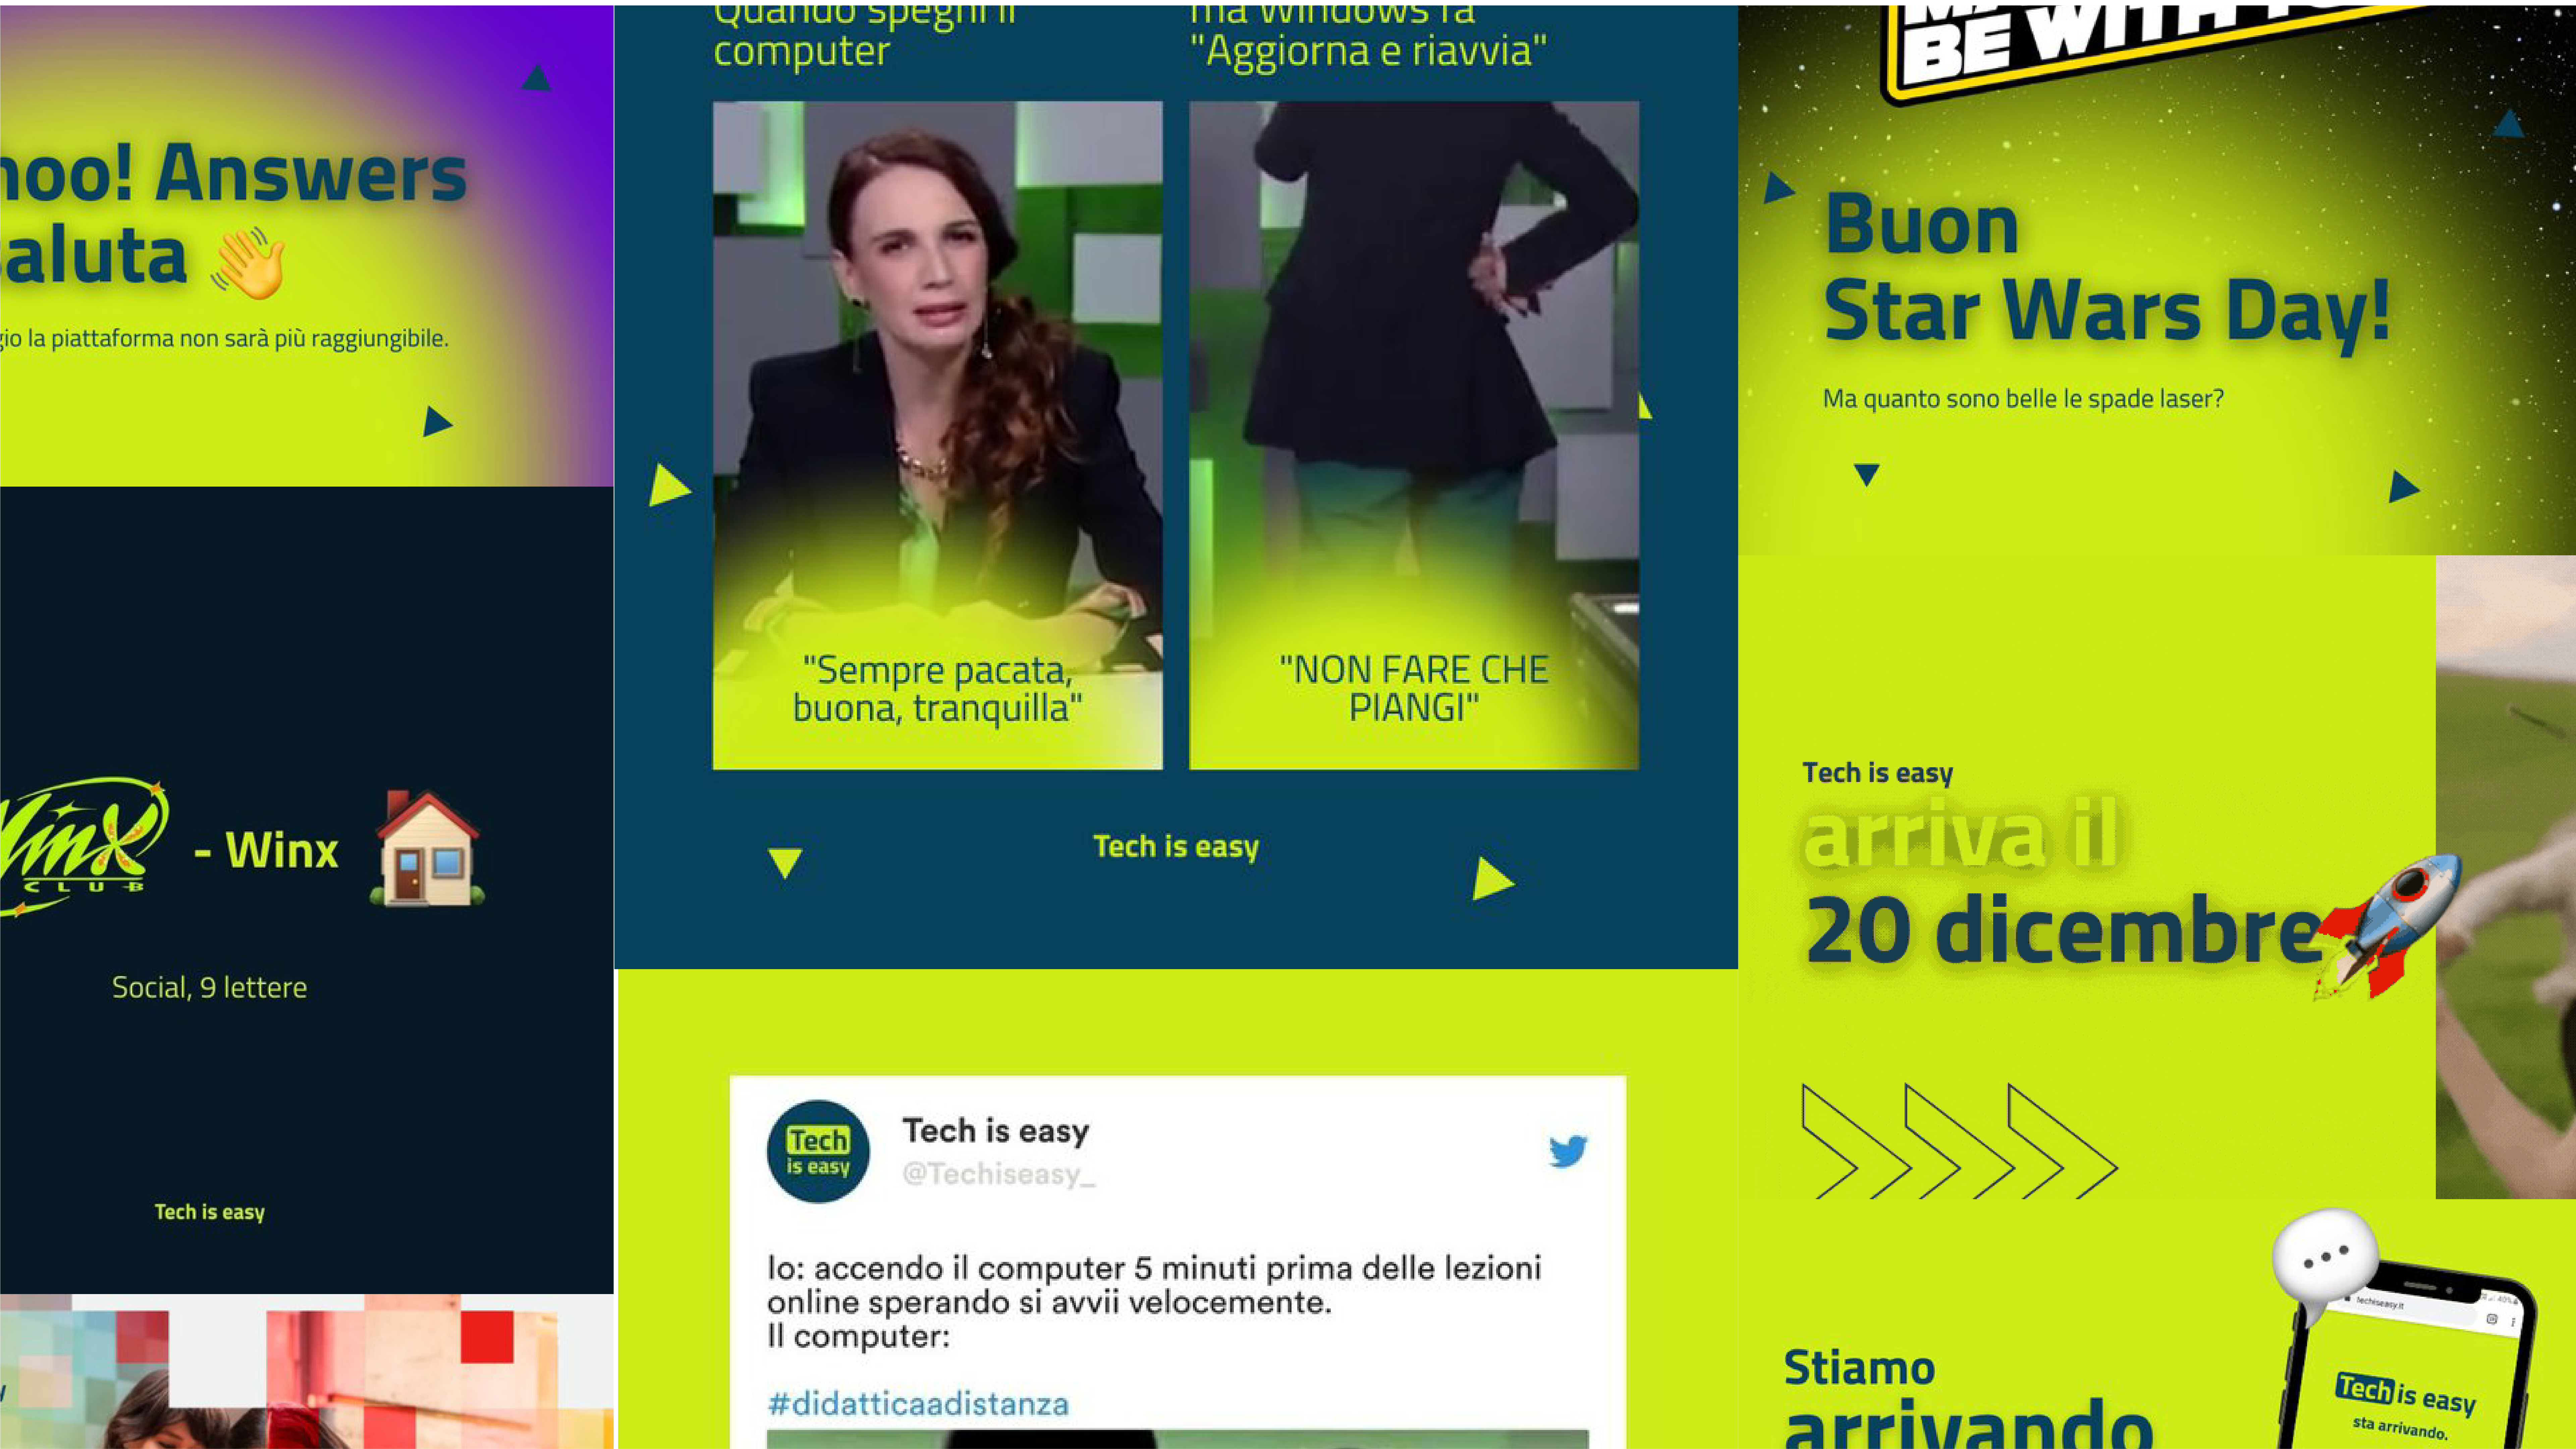 Answers
🏻👋
la piattaforma non sarà più raggiungibile.
Winx
CLUB
- Winx
Social, 9 lettere
Tech is easy
Quando spegni il
computer
ma Windows fa
"Aggiorna e riavvia"
"Sempre pacata,
buona, tranquilla"
"NON FARE CHE
PIANGI"
Tech is easy
Tech
is easy
Tech is easy
@Techiseasy_
Io: accendo il computer 5 minuti prima delle lezioni
online sperando si avvii velocemente.
Il computer:
#didatticaadistanza
BE WITH
Buon
Star Wars Day!
Ma quanto sono belle le spade laser?
Tech is easy
arriva il
20 dicembre
Stiamo
arrivando
techiseasy.it
40%
Tech is easy
sta arrivando.